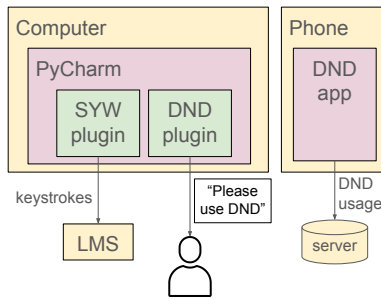 Computer
PyCharm
SYW
plugin
DND
plugin
keystrokes
LMS
“Please
use DND”
Phone
DND
app
DND
usage
server